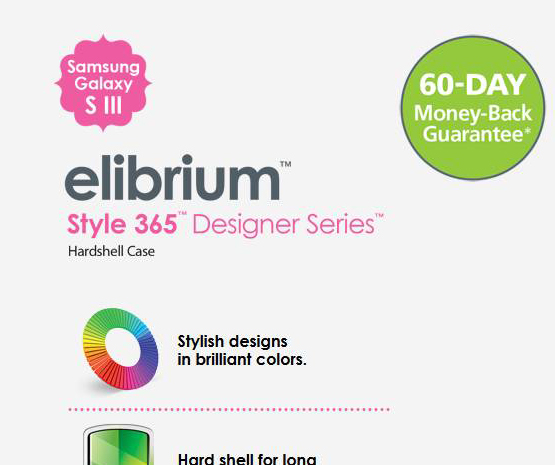 Samsung
Galaxy
S III
60-DAY
Money-Back
Guarantee*
elibrium™
Style 365™ Designer Series™
Hardshell Case
Stylish designs
in brilliant colors.
Hard shell for long